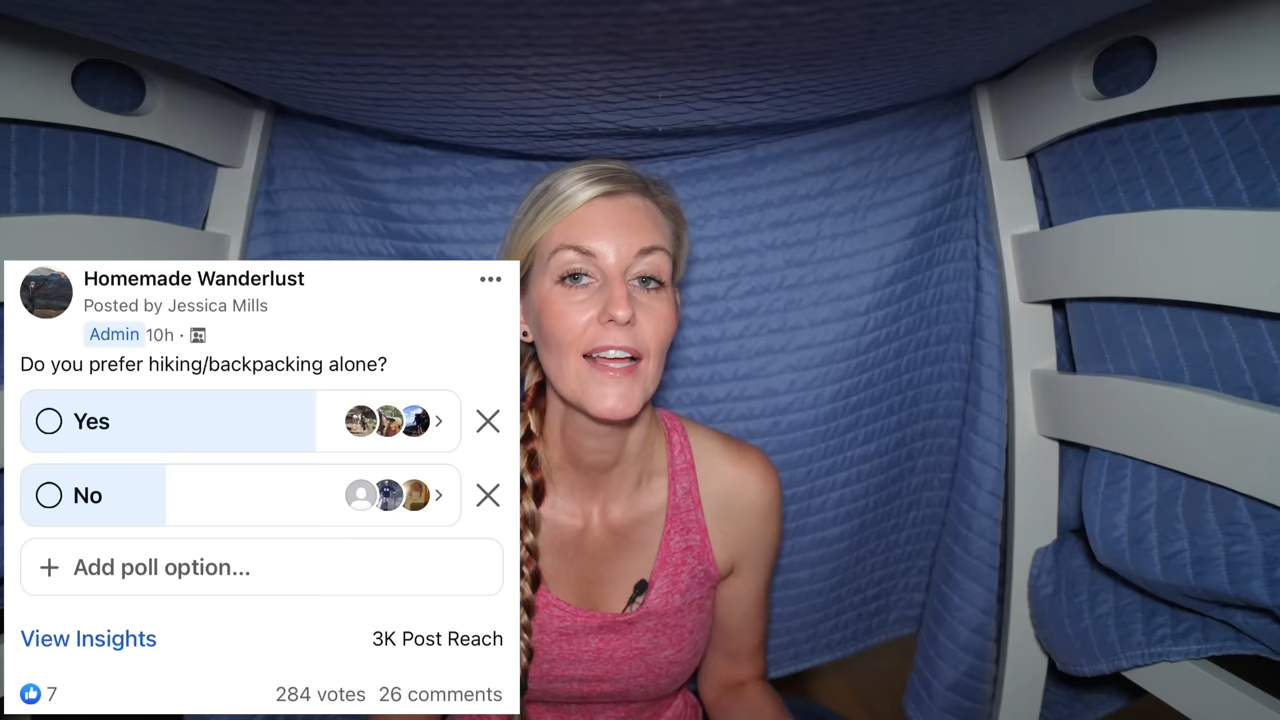 Homemade Wanderlust
Posted by Jessica Mills
Admin 10h ·
Do you prefer hiking/backpacking alone?
Yes
No
+ Add poll option...
View Insights 3K Post Reach
7 284 votes 26 comments